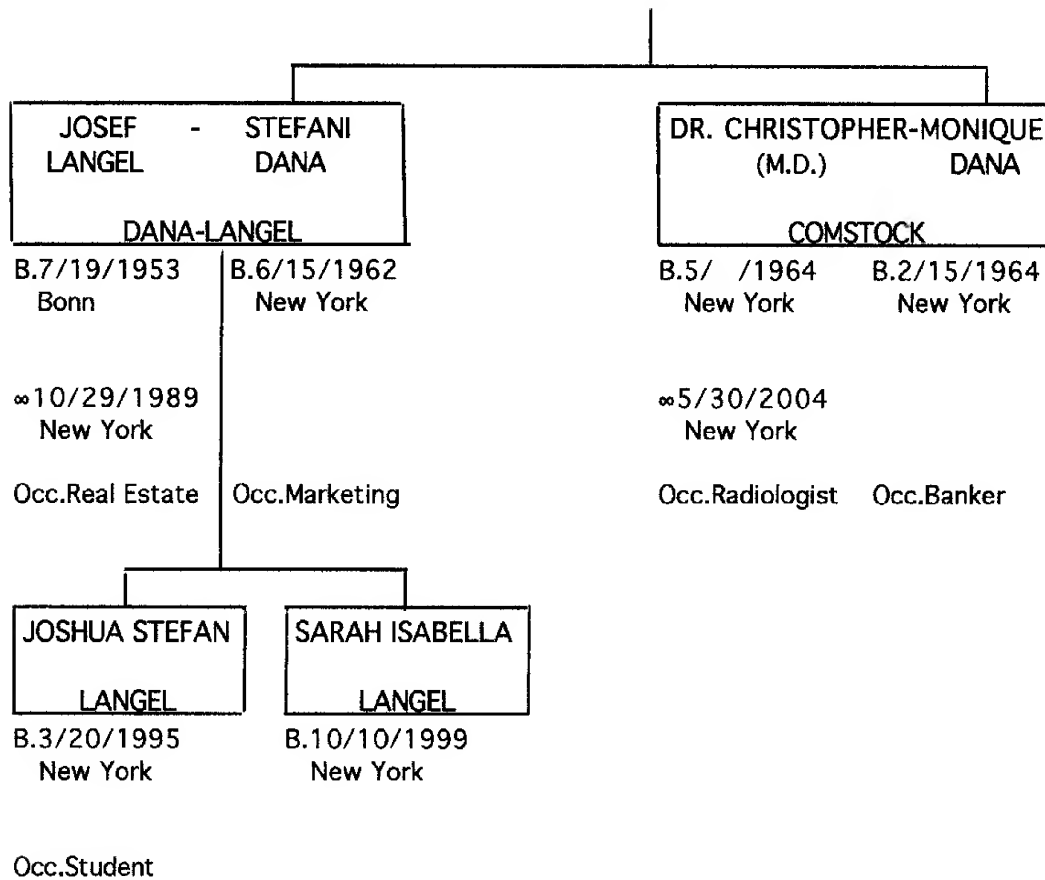 JOSEF - STEFANI
LANGEL DANA
DANA-LANGEL
B.7/19/1953 B.6/15/1962
Bonn New York
∞10/29/1989
New York
Occ.Real Estate Occ.Marketing
DR. CHRISTOPHER-MONIQUE
(M.D.) DANA
COMSTOCK
B.5/ /1964 B.2/15/1964
New York New York
∞5/30/2004
New York
Occ.Radiologist Occ.Banker
JOSHUA STEFAN
LANGEL
B.3/20/1995
New York
Occ.Student
SARAH ISABELLA
LANGEL
B.10/10/1999
New York